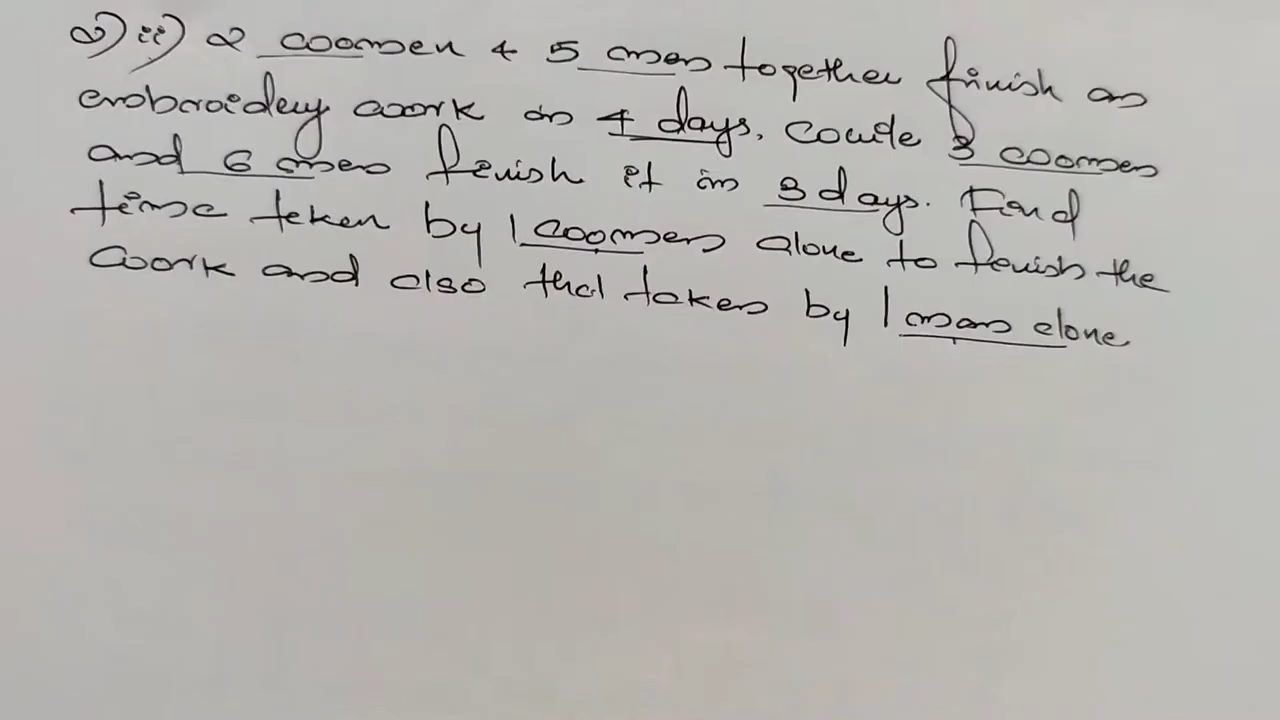 2) ii) 2 women + 5 men together finish an
embroidery work in 4 days. while 3 women
and 6 men finish it in 3 days. Find
time taken by 1 women alone to finish the
work and also that taken by 1 man alone